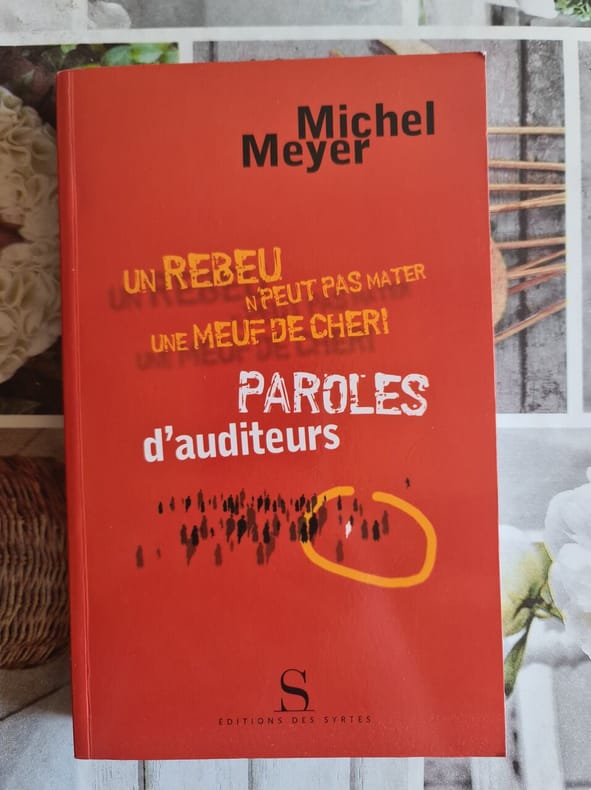 Michel
Meyer
UN REBEU
N'PEUT PAS MATER
UNE MEUF DE CHERI
PAROLES
d'auditeurs
S
ÉDITIONS DES SYRTES